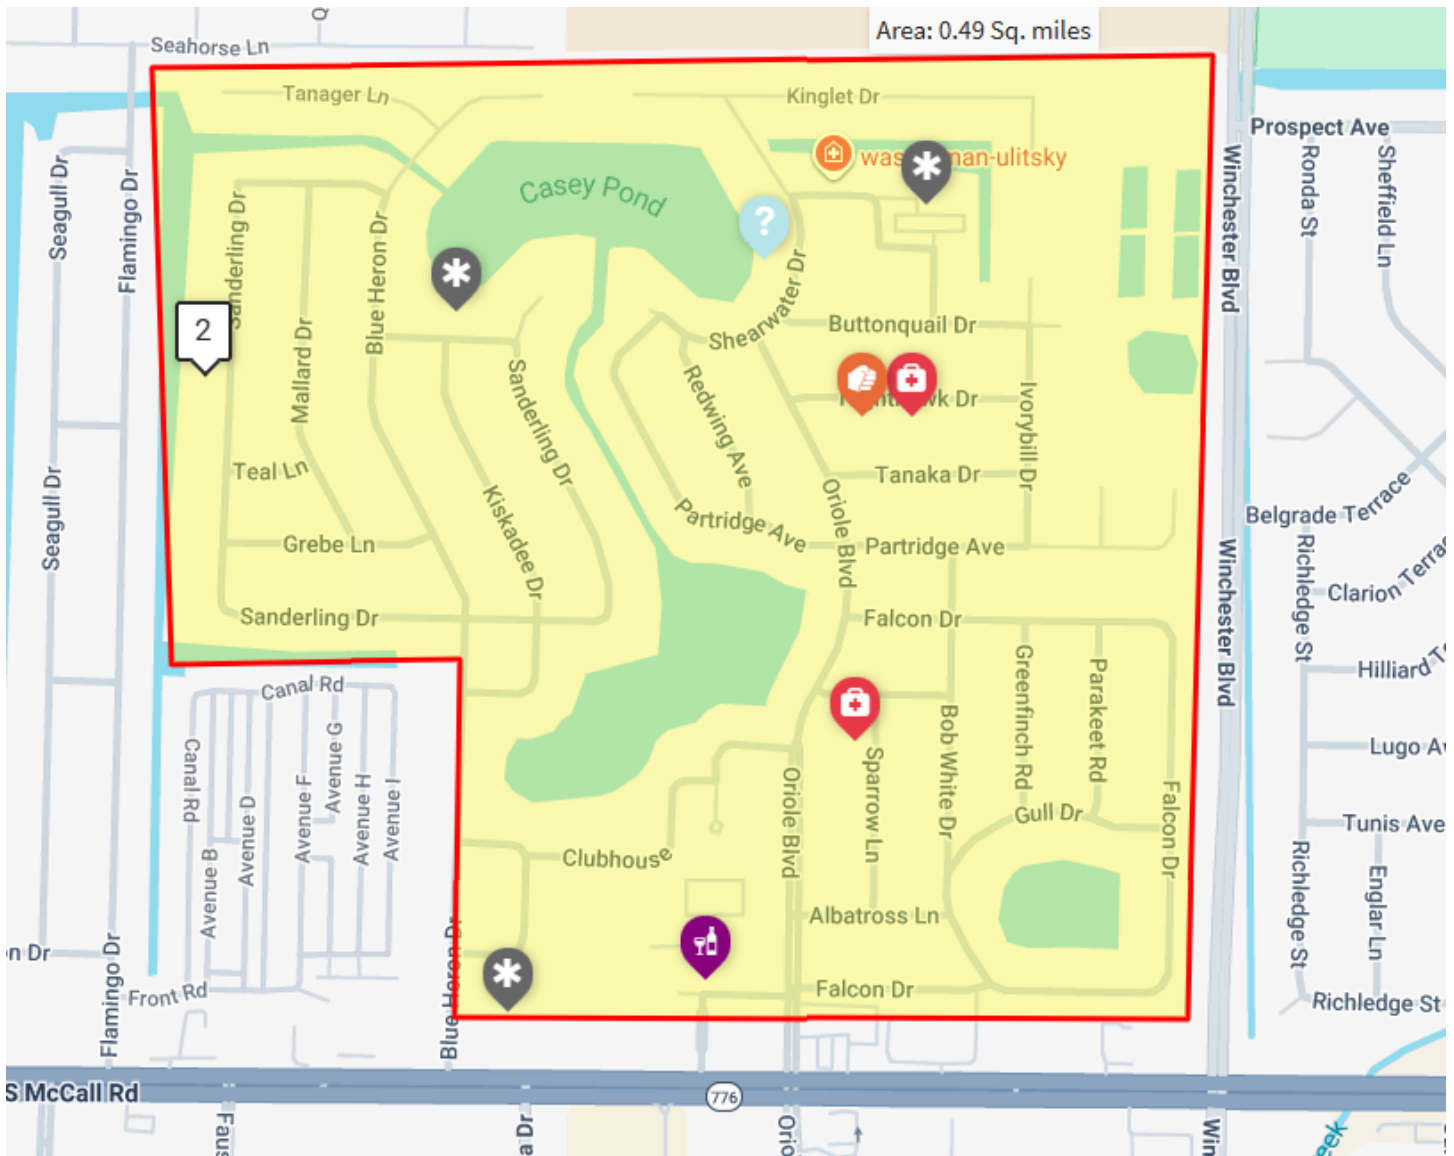 Area: 0.49 Sq. miles
Seahorse Ln
Tanager Ln
Kinglet Dr
Prospect Ave
Casey Pond
Seagull Dr
Flamingo Dr
Sanderling Dr
Blue Heron Dr
Mallard Dr
Shearwater Dr
Winchester Blvd
Ronda St
Sheffield Ln
?
2
Buttonquail Dr
Sanderling Dr
Redwing Ave
Ivorybill Dr
Teal Ln
Tanaka Dr
Seagull Dr
Kiskadee Dr
Oriole Blvd
Partridge Ave
Partridge Ave
Grebe Ln
Belgrade Terrace
Richledge St
Clarion Terrac
Winchester Blvd
Sanderling Dr
Falcon Dr
Greenfinch Rd
Parakeet Rd
Hilliard
Canal Rd
Canal Rd
Avenue G
Avenue F
Avenue H
Avenue I
Avenue D
Avenue B
Bob White Dr
Sparrow Ln
Oriole Blvd
Gull Dr
Falcon Dr
Lugo
Tunis Ave
Clubhouse
Richledge St
Englar Ln
Albatross Ln
Blue Heron Dr
Flamingo Dr
Front Rd
Falcon Dr
Richledge St
S McCall Rd
776